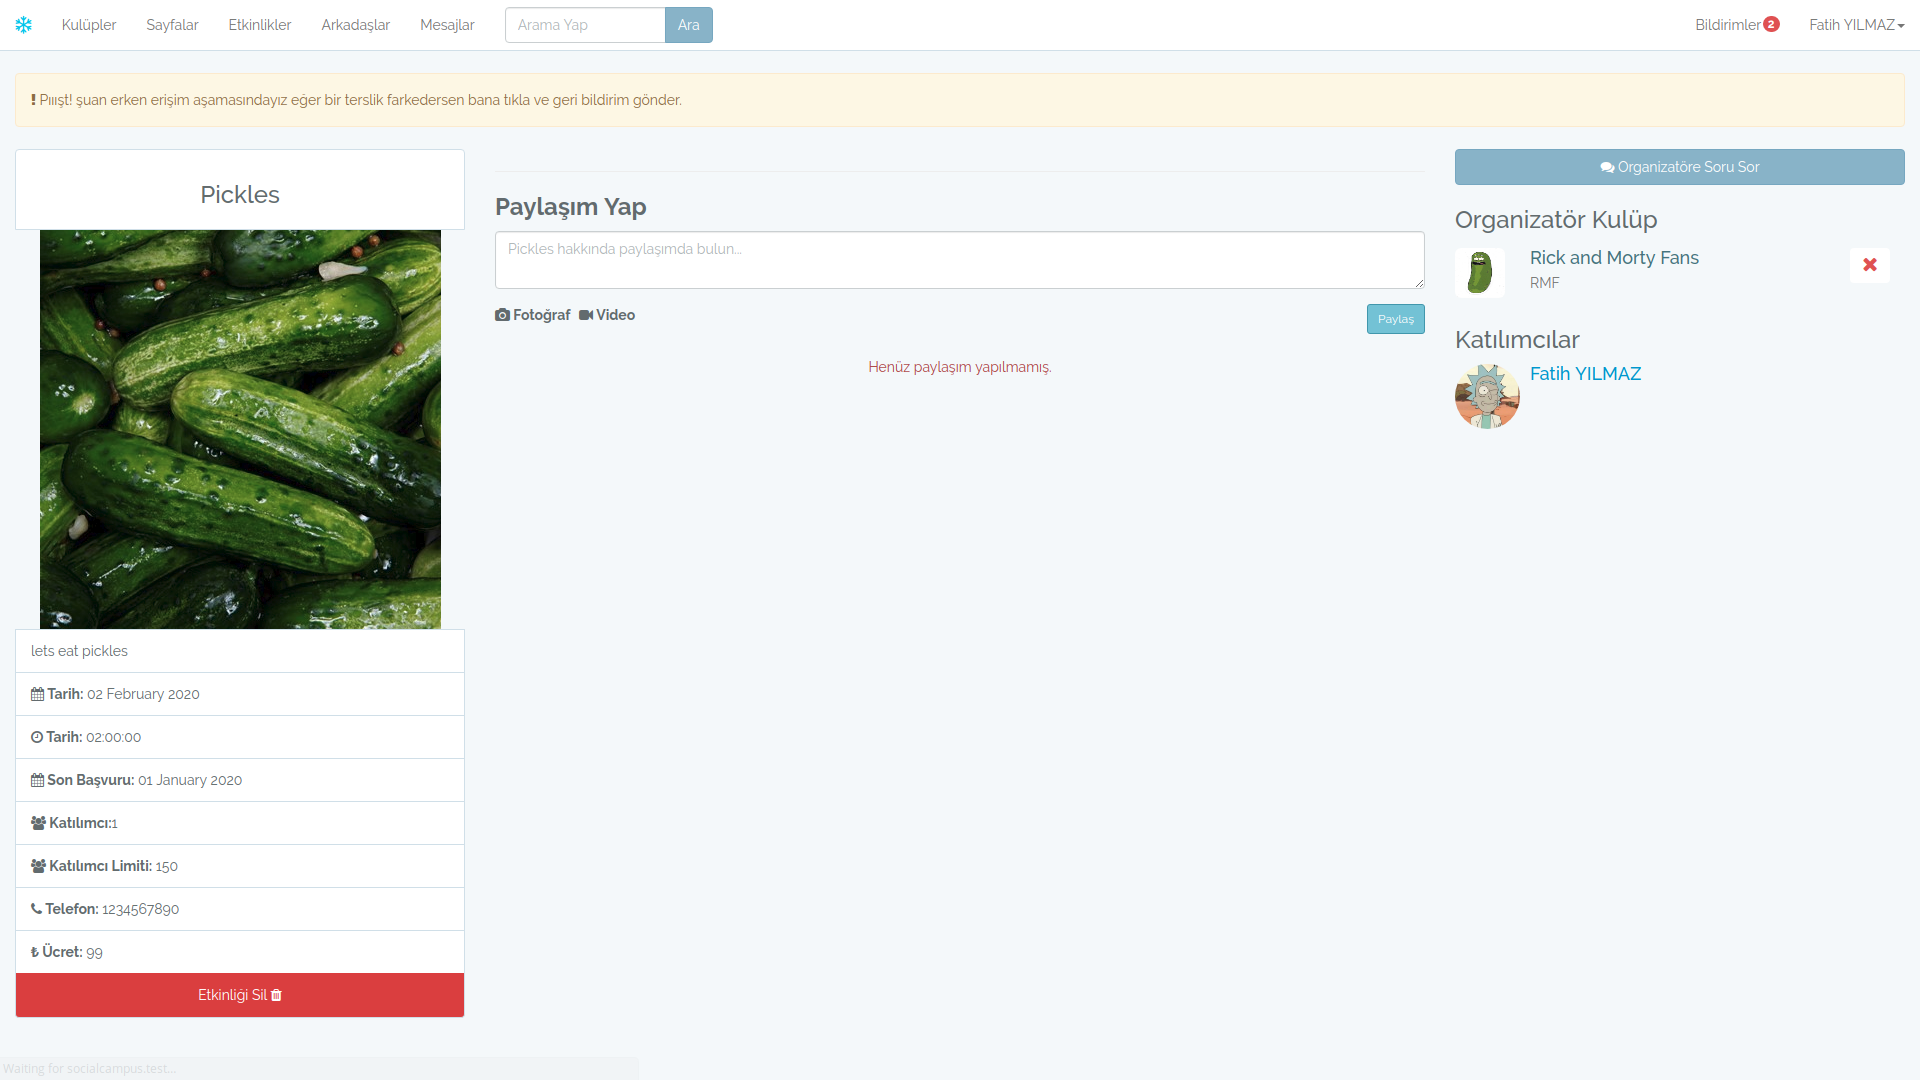 Kulüpler Sayfalar Etkinlikler Arkadaşlar Mesajlar Arama Yap Ara Bildirimler 2 Fatih YILMAZ
Pııışt! şuan erken erişim aşamasındayız eğer bir terslik farkedersen bana tıkla ve geri bildirim gönder.
Pickles
lets eat pickles
Tarih: 02 February 2020
Tarih: 02:00:00
Son Başvuru: 01 January 2020
Katılımcı:1
Katılımcı Limiti: 150
Telefon: 1234567890
₺ Ücret: 99
Etkinliği Sil
Paylaşım Yap
Pickles hakkında paylaşımda bulun...
Fotoğraf Video Paylaş
Henüz paylaşım yapılmamış.
Organizatöre Soru Sor
Organizatör Kulüp
Rick and Morty Fans
RMF
Katılımcılar
Fatih YILMAZ
Waiting for socialcampus.test...